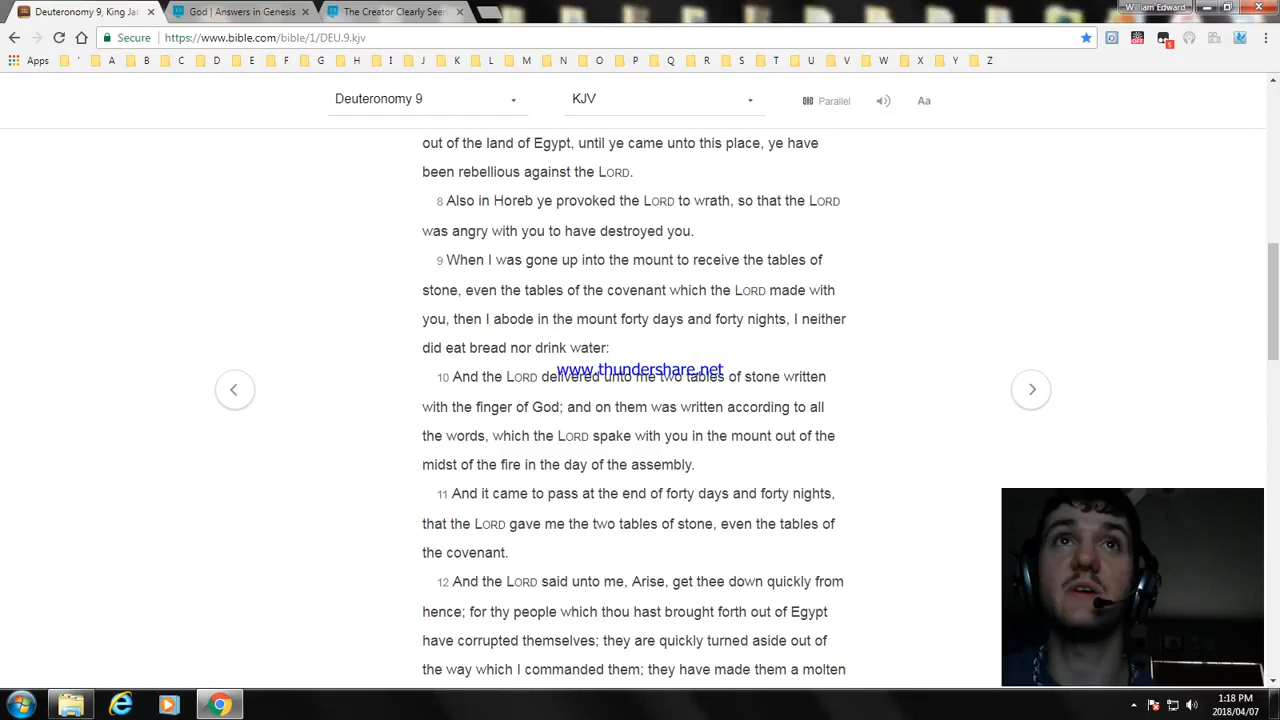 Deuteronomy 9, King Jam
God | Answers in Genesis
The Creator Clearly Seen
William Edward
Secure
https://www.bible.com/bible/1/DEU.9.kjv
Apps ' A B C D E F G H I J K L M N O P Q R S T U V W X Y Z
Deuteronomy 9
KJV
Parallel
Aa
out of the land of Egypt, until ye came unto this place, ye have
been rebellious against the LORD.
8 Also in Horeb ye provoked the LORD to wrath, so that the LORD
was angry with you to have destroyed you.
9 When I was gone up into the mount to receive the tables of
stone, even the tables of the covenant which the LORD made with
you, then I abode in the mount forty days and forty nights, I neither
did eat bread nor drink water:
www.thundershare.net
10 And the LORD delivered unto me two tables of stone written
with the finger of God; and on them was written according to all
the words, which the LORD spake with you in the mount out of the
midst of the fire in the day of the assembly.
11 And it came to pass at the end of forty days and forty nights,
that the LORD gave me the two tables of stone, even the tables of
the covenant.
12 And the LORD said unto me, Arise, get thee down quickly from
hence; for thy people which thou hast brought forth out of Egypt
have corrupted themselves; they are quickly turned aside out of
the way which I commanded them; they have made them a molten
1:18 PM
2018/04/07